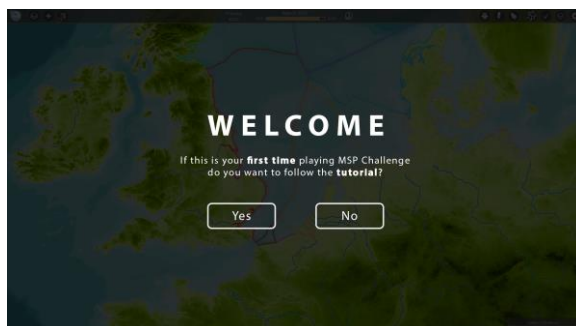 WELCOME
If this is your first time playing MSP Challenge
do you want to follow the tutorial?
Yes
No